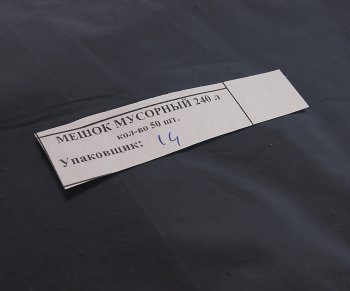 МЕШОК МУСОРНЫЙ 240 л
кол-во 50 шт.
Упаковщик: 14